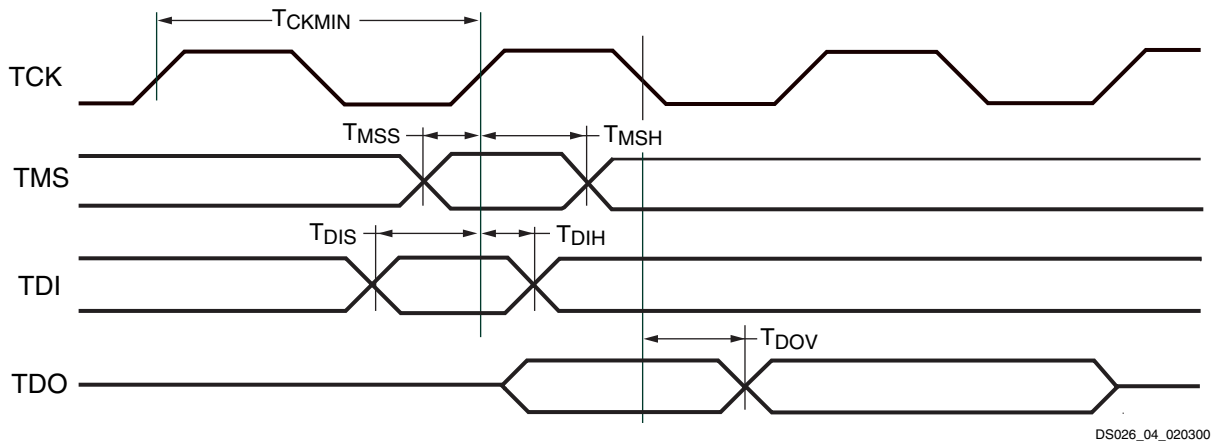 TCKMIN
TCK
TMSS
TMSH
TMS
TDIS
TDIH
TDI
TDOV
TDO
DS026_04_020300